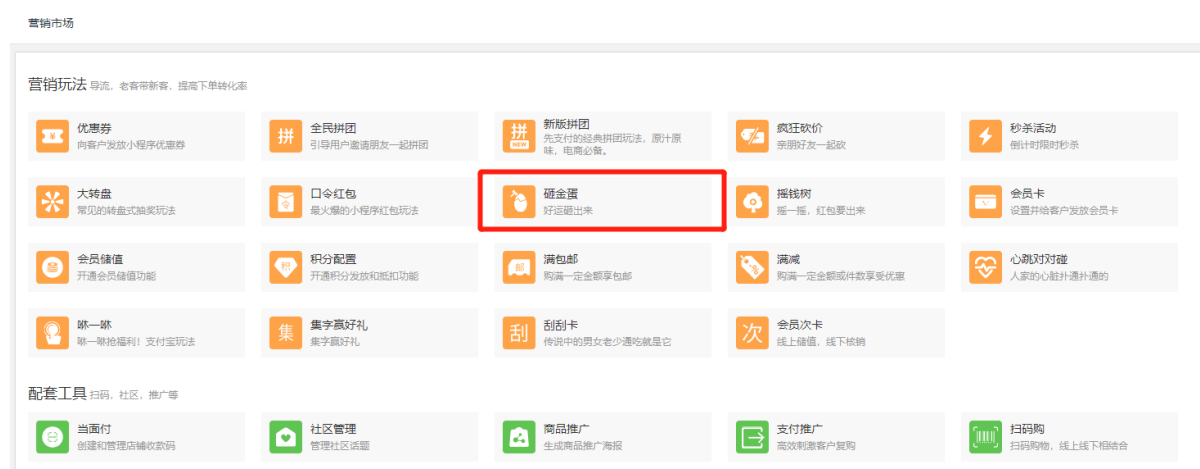 营销市场
营销玩法 导流，老客带新客，提高下单转化率
优惠券
向客户发放小程序优惠券
拼
全民拼团
引导用户邀请朋友一起拼团
拼
NEW
新版拼团
先支付的经典拼团玩法，原汁原
味，电商必备。
疯狂砍价
亲朋好友一起砍
秒杀活动
倒计时限时秒杀
大转盘
常见的转盘式抽奖玩法
令
口令红包
最火爆的小程序红包玩法
砸金蛋
好运砸出来
摇钱树
摇一摇，红包要出来
会员卡
设置并给客户发放会员卡
会员储值
开通会员储值功能
积
积分配置
开通积分发放和抵扣功能
邮
满包邮
购满一定金额享包邮
满减
购满一定金额或件数享受优惠
心跳对对碰
人家的心脏扑通扑通的
咻一咻
咻一咻抢福利！支付宝玩法
集
集字赢好礼
集字赢好礼
刮
刮刮卡
传说中的男女老少通吃就是它
次
会员次卡
线上储值，线下核销
配套工具 扫码，社区，推广等
当面付
创建和管理店铺收款码
社区管理
管理社区话题
商品推广
生成商品推广海报
支付推广
高效刺激客户复购
扫码购
扫码购物，线上线下相结合